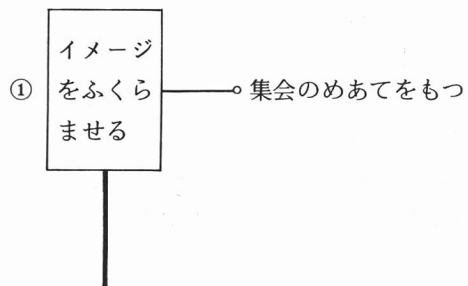 ①
イメージ
をふくら
ませる
集会のめあてをもつ